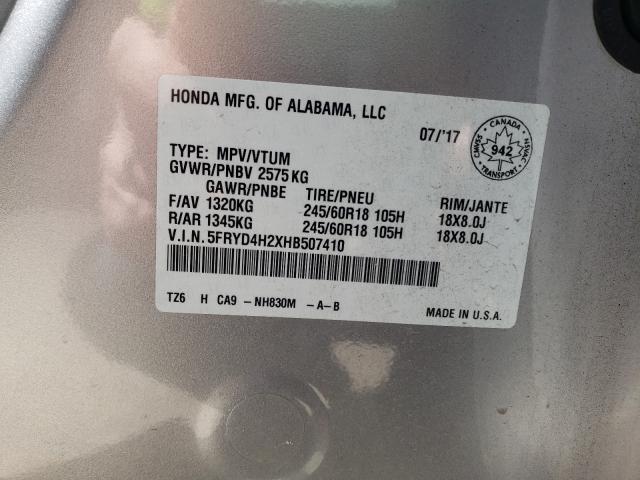 HONDA MFG. OF ALABAMA, LLC
07/'17
CANADA
CMVSS 942 NSVAC
TRANSPORT
TYPE: MPV/VTUM
GVWR/PNBV 2575KG
GAWR/PNBE TIRE/PNEU RIM/JANTE
F/AV 1320KG 245/60R18 105H 18X8.0J
R/AR 1345KG 245/60R18 105H 18X8.0J
V.I.N. 5FRYD4H2XHB507410
TZ6 H CA9 -NH830M -A-B
MADE IN U.S.A.